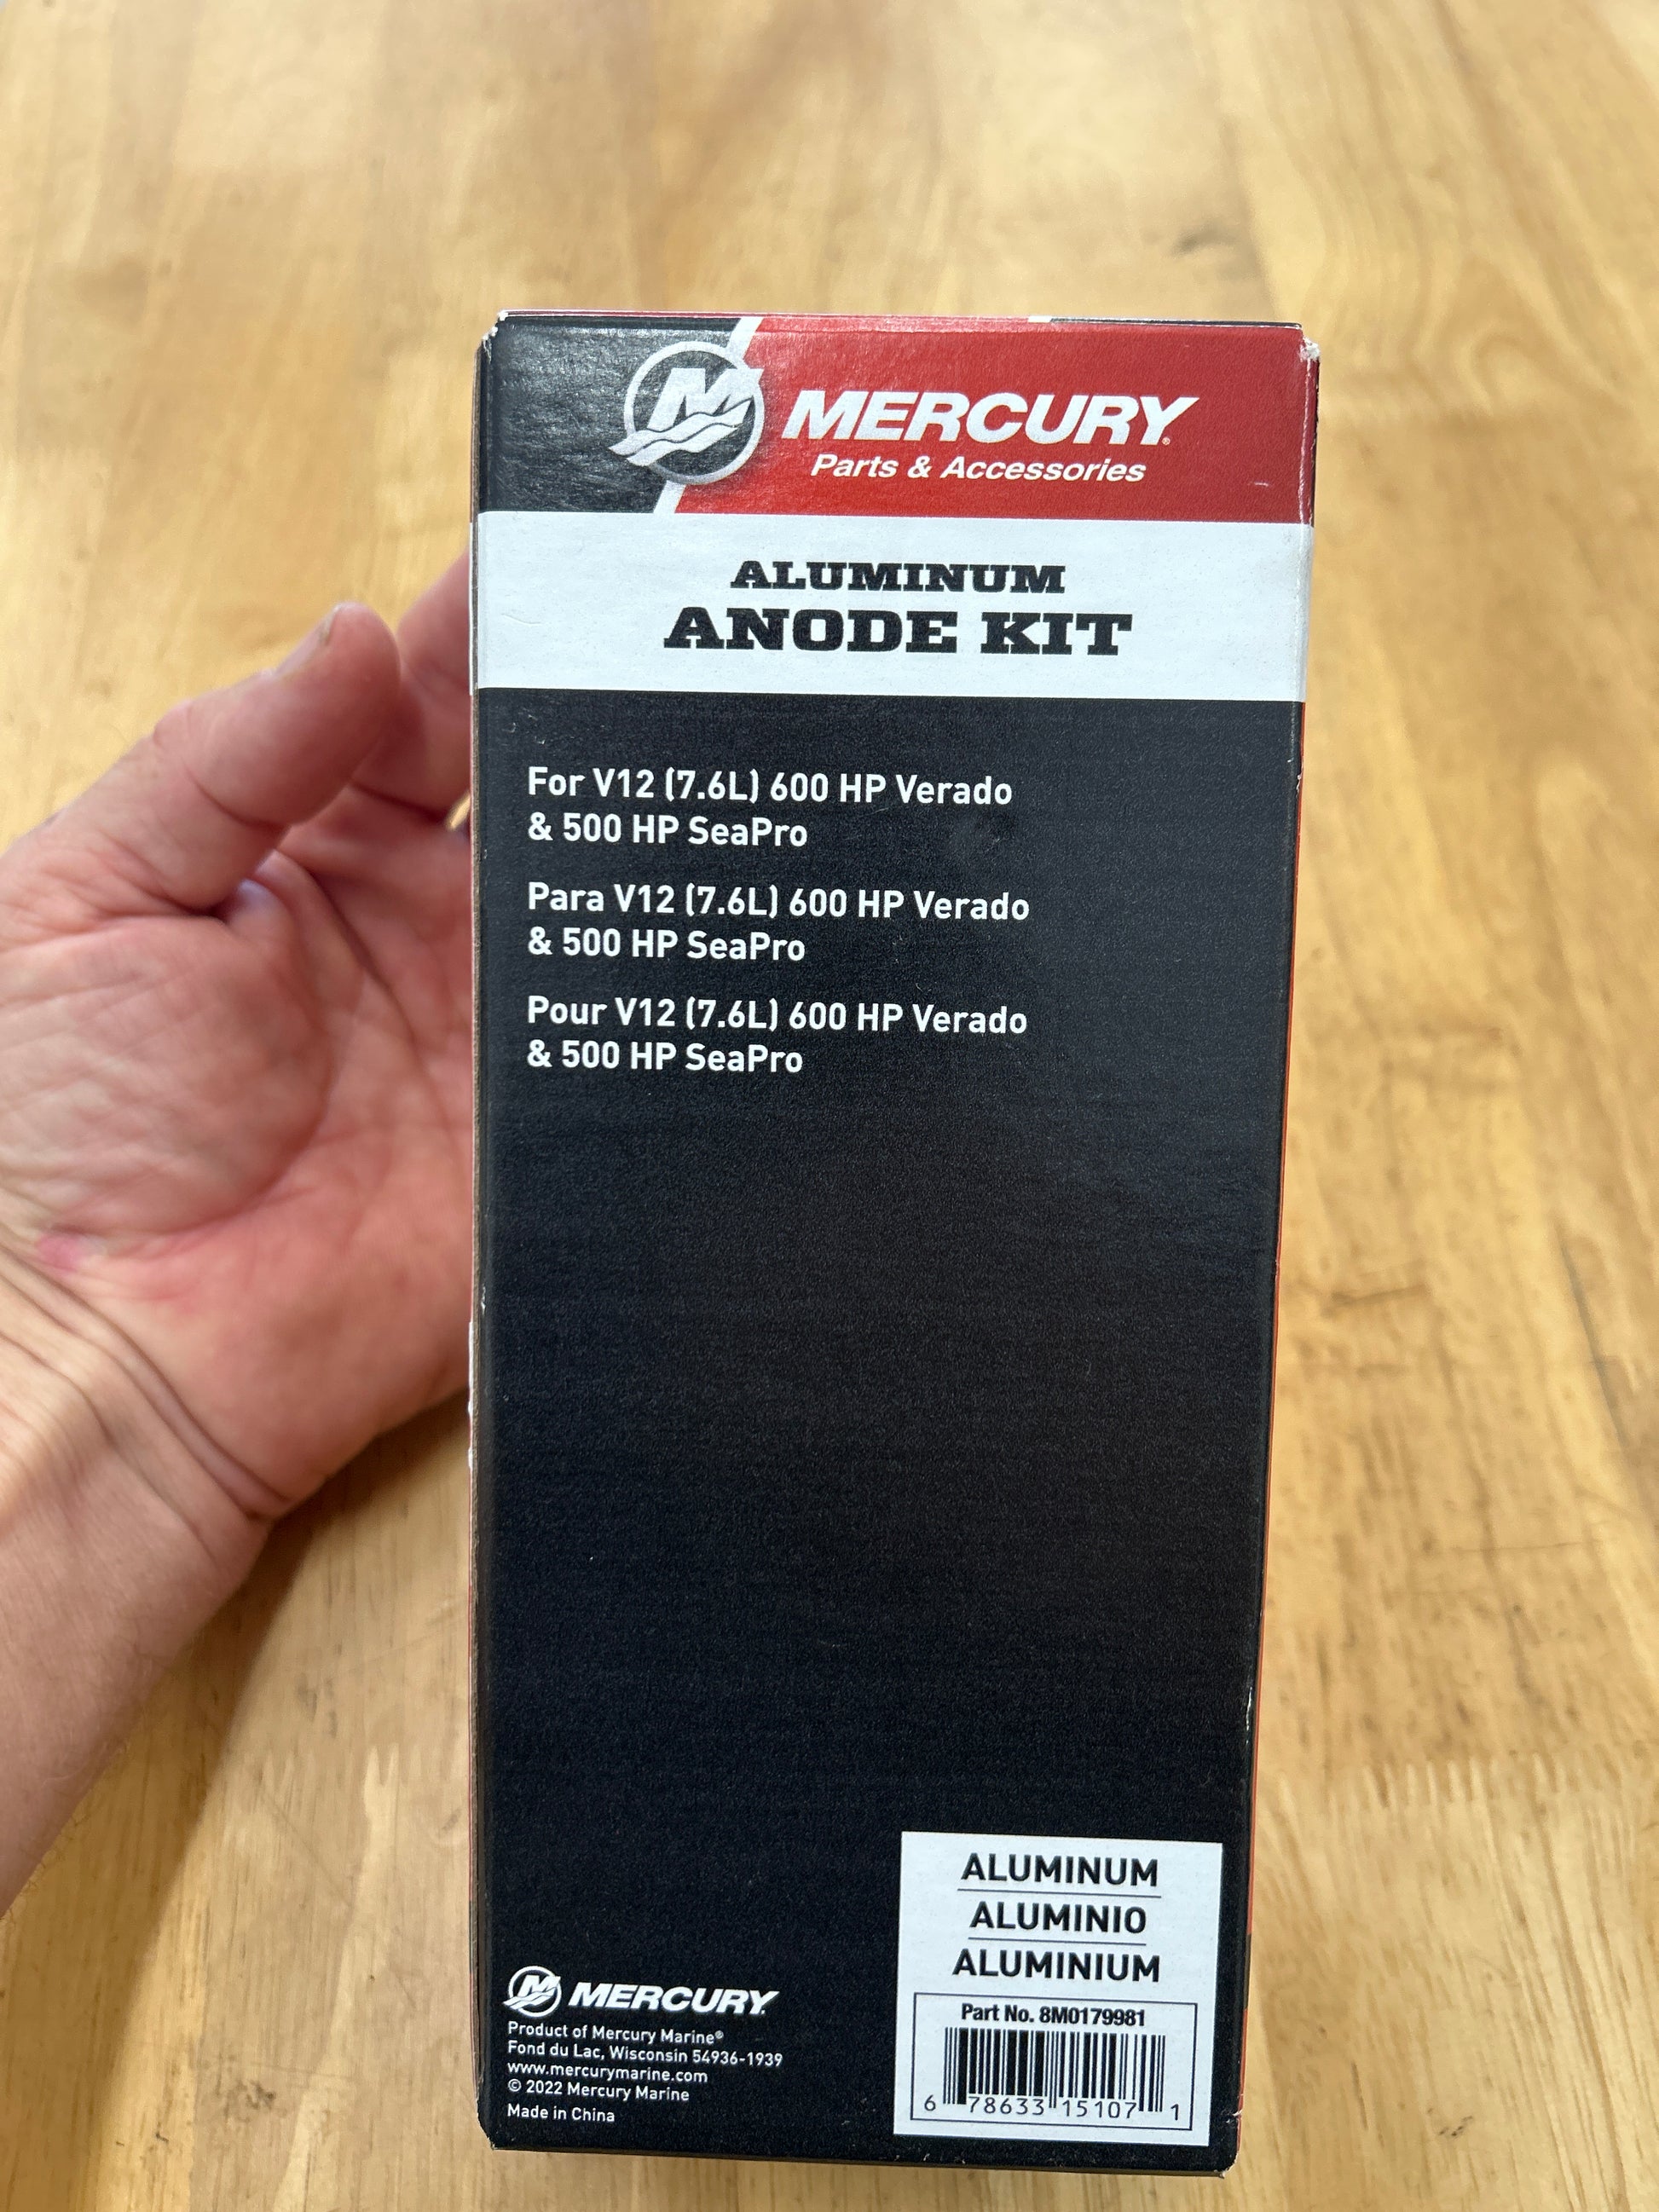 MERCURY
Parts & Accessories
ALUMINUM
ANODE KIT
For V12 (7.6L) 600 HP Verado
& 500 HP SeaPro
Para V12 (7.6L) 600 HP Verado
& 500 HP SeaPro
Pour V12 (7.6L) 600 HP Verado
& 500 HP SeaPro
MERCURY
Product of Mercury Marine®
Fond du Lac, Wisconsin 54936-1939
www.mercurymarine.com
© 2022 Mercury Marine
Made in China
ALUMINUM
ALUMINIO
ALUMINIUM
Part No. 8M0179981
6 78633 15107 1